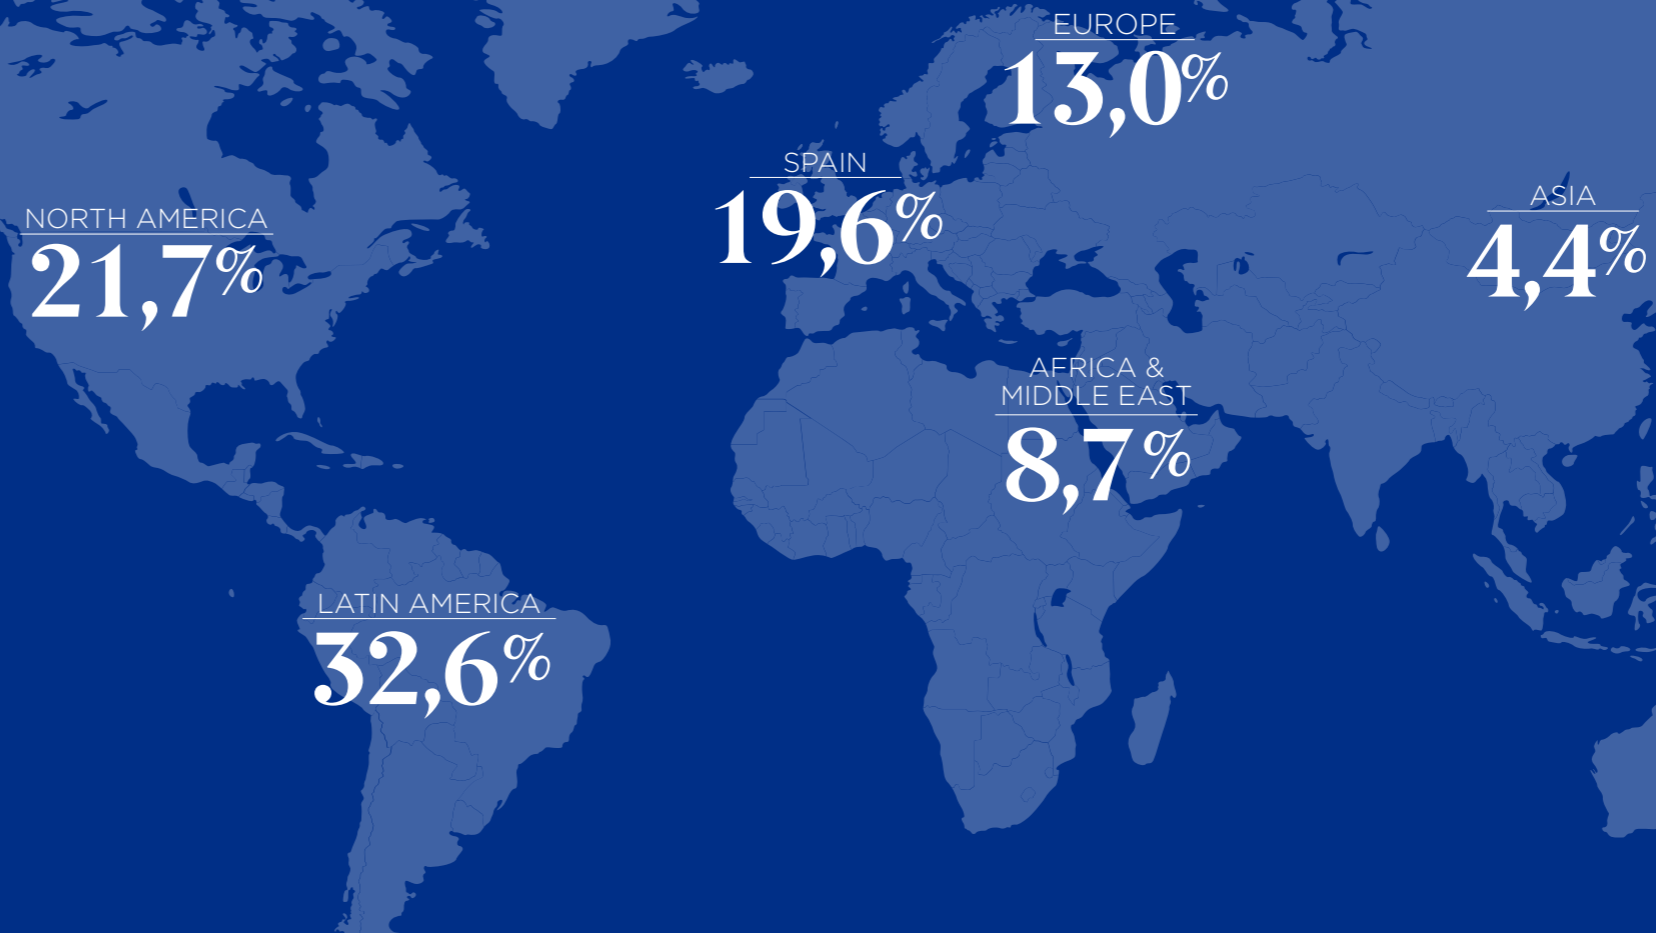 EUROPE
13,0%
SPAIN
19,6%
ASIA
4,4%
NORTH AMERICA
21,7%
AFRICA &
MIDDLE EAST
8,7%
LATIN AMERICA
32,6%